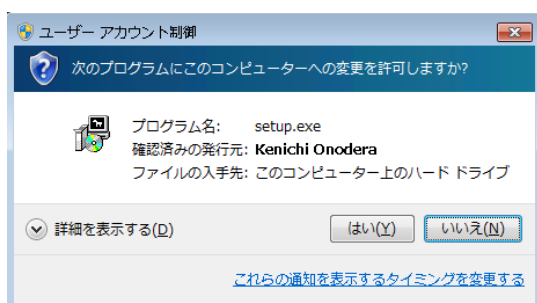 ユーザー アカウント制御
次のプログラムにこのコンピューターへの変更を許可しますか?
プログラム名: setup.exe
確認済みの発行元: Kenichi Onodera
ファイルの入手先: このコンピューター上のハード ドライブ
詳細を表示する(D) はい(Y) いいえ(N)
これらの通知を表示するタイミングを変更する